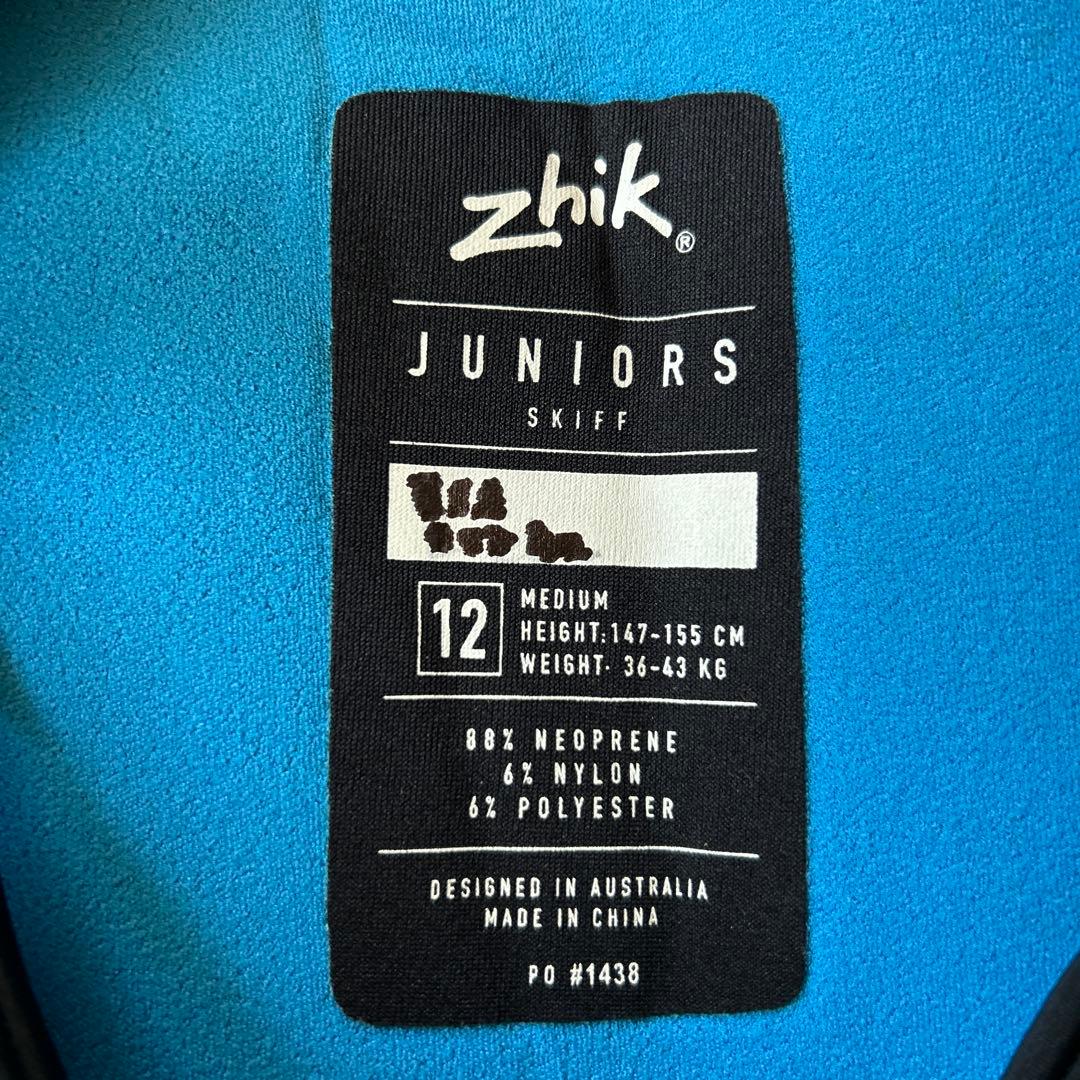 zhik®
JUNIORS
SKIFF
12
MEDIUM
HEIGHT:147-155 CM
WEIGHT· 36-43 KG
88% NEOPRENE
6% NYLON
6% POLYESTER
DESIGNED IN AUSTRALIA
MADE IN CHINA
PO #1438